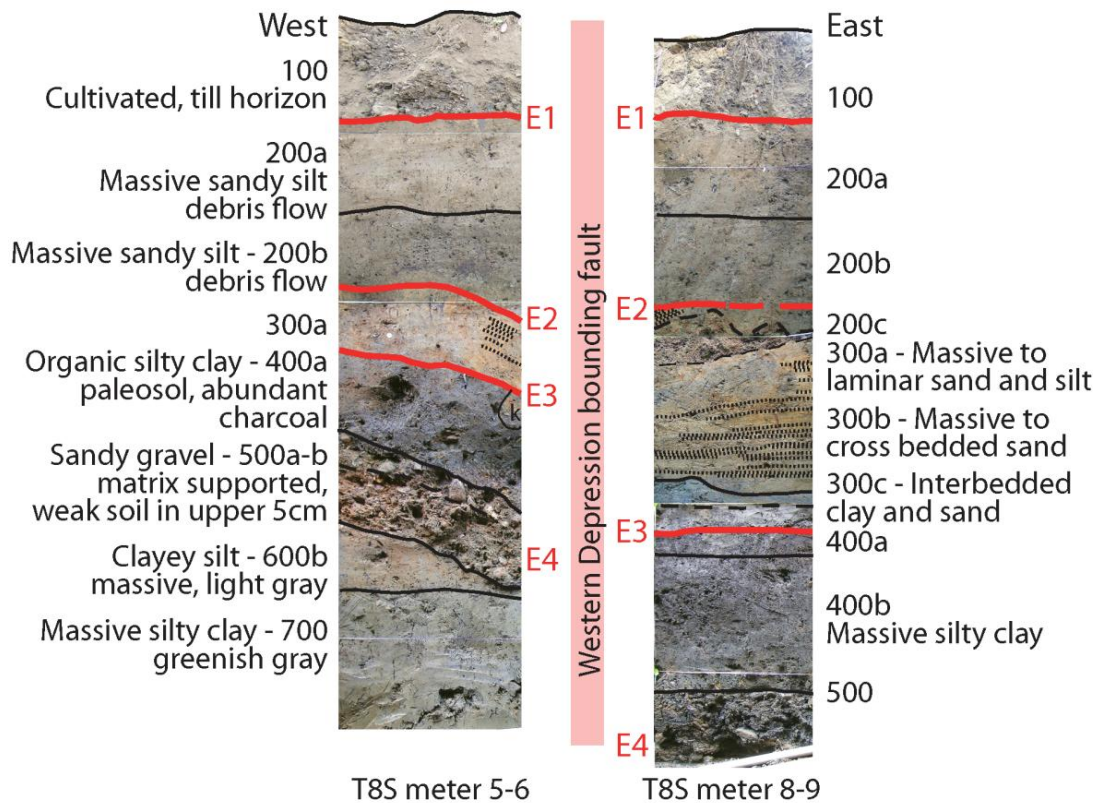 West
100
Cultivated, till horizon
E1
200a
Massive sandy silt
debris flow
Massive sandy silt - 200b
debris flow
E2
300a
Organic silty clay - 400a
paleosol, abundant
charcoal
E3
k
Sandy gravel - 500a-b
matrix supported,
weak soil in upper 5cm
E4
Clayey silt - 600b
massive, light gray
Massive silty clay - 700
greenish gray
T8S meter 5-6
Western Depression bounding fault
East
100
E1
200a
200b
E2
200c
300a - Massive to
laminar sand and silt
300b - Massive to
cross bedded sand
300c - Interbedded
clay and sand
E3
400a
400b
Massive silty clay
500
E4
T8S meter 8-9